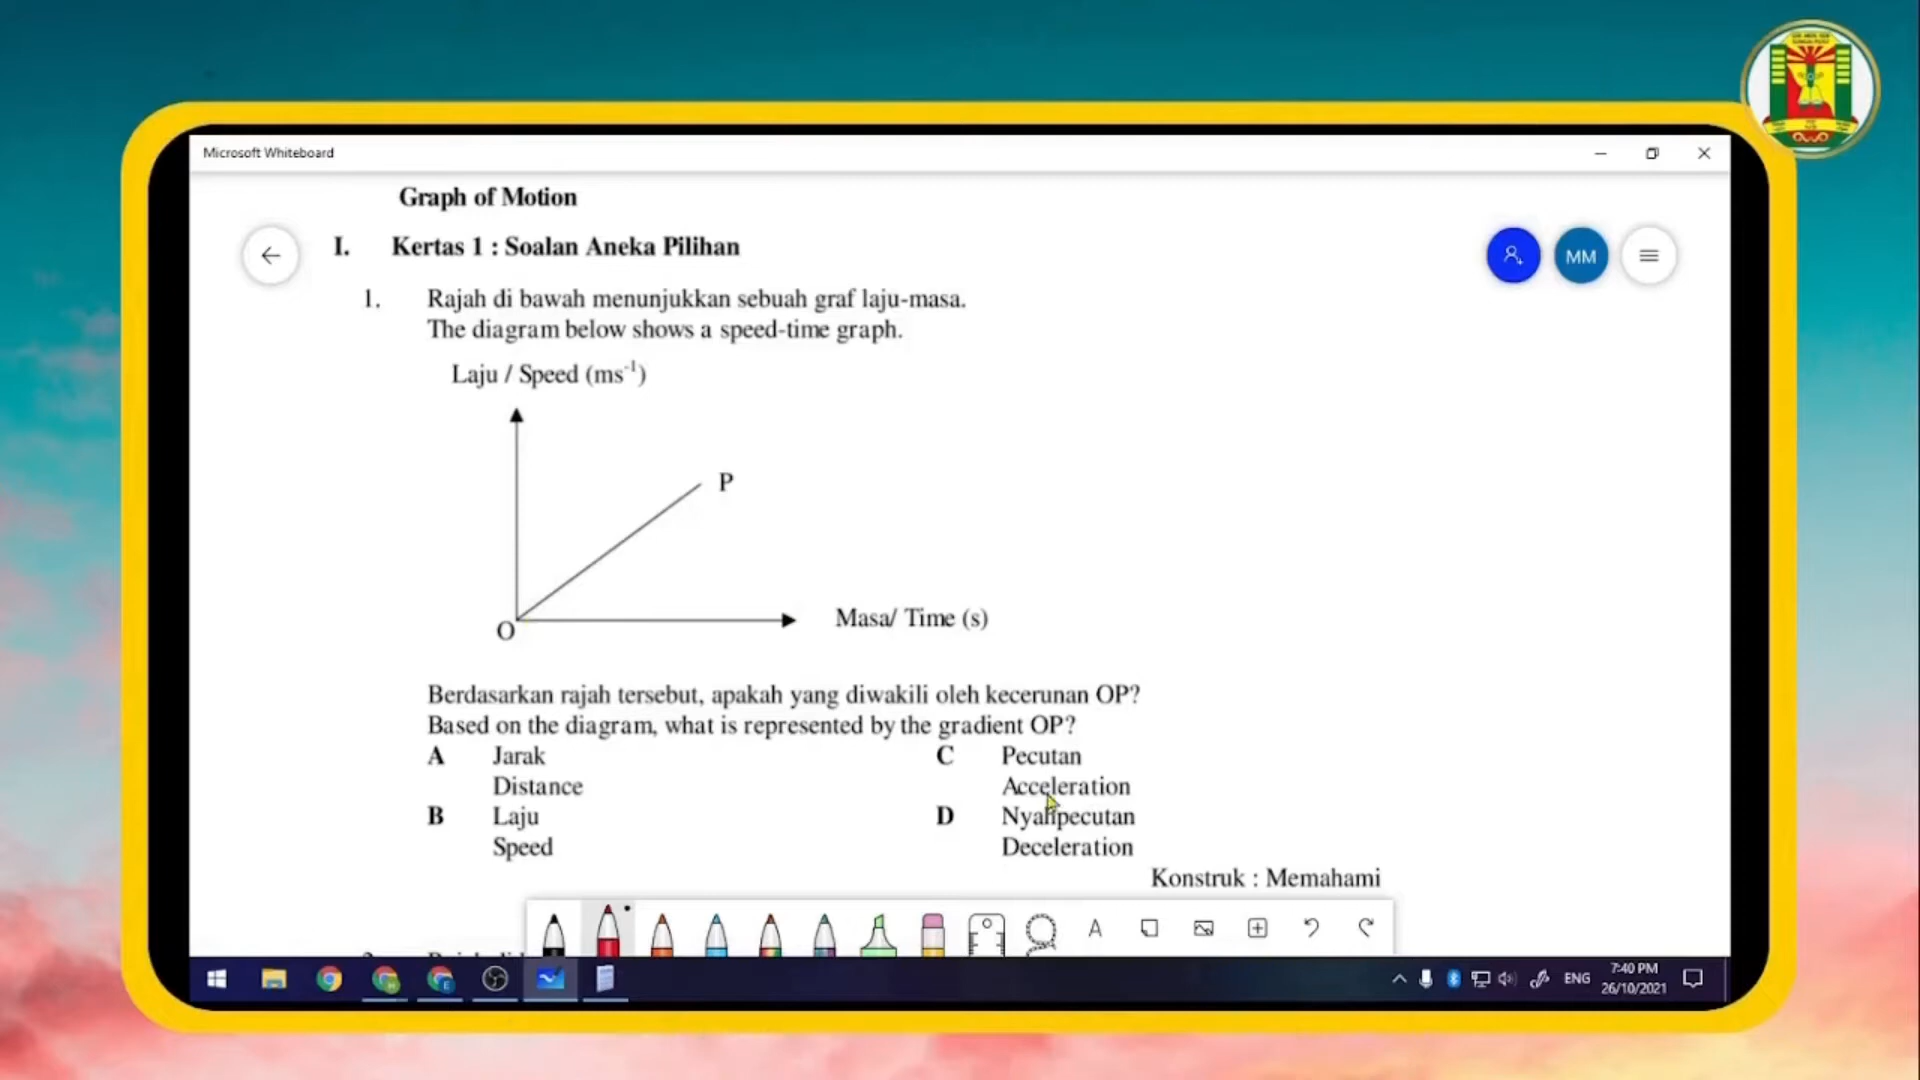 Microsoft Whiteboard
Graph of Motion
I. Kertas 1 : Soalan Aneka Pilihan
MM
1. Rajah di bawah menunjukkan sebuah graf laju-masa.
The diagram below shows a speed-time graph.
Laju / Speed (ms⁻¹)
P
O
Masa/ Time (s)
Berdasarkan rajah tersebut, apakah yang diwakili oleh kecerunan OP?
Based on the diagram, what is represented by the gradient OP?
A Jarak
Distance
B Laju
Speed
C Pecutan
Acceleration
D Nyahpecutan
Deceleration
Konstruk : Memahami
ENG
7:40 PM
26/10/2021